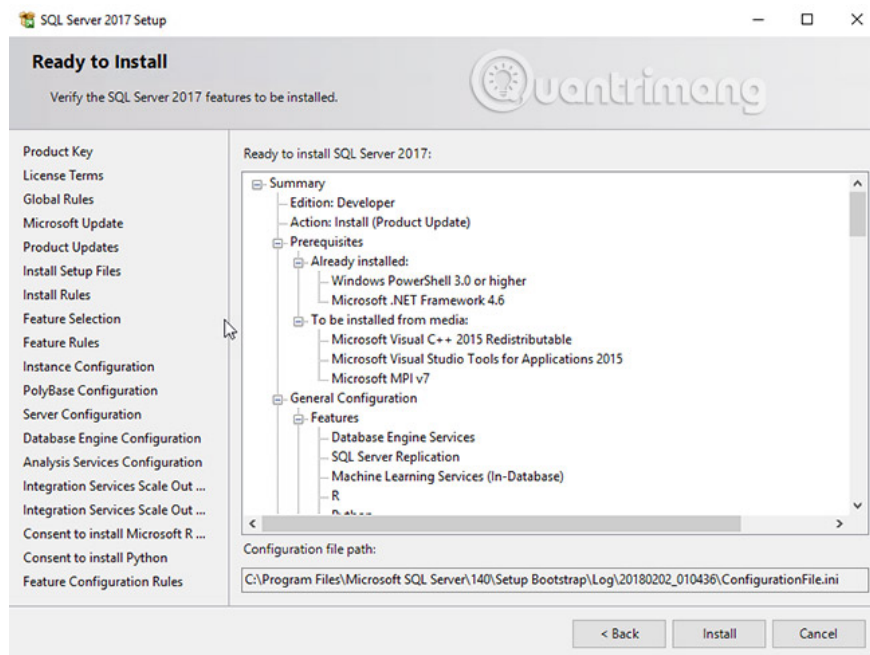 SQL Server 2017 Setup
Ready to Install
Verify the SQL Server 2017 features to be installed.
Quantrimang
Product Key
License Terms
Global Rules
Microsoft Update
Product Updates
Install Setup Files
Install Rules
Feature Selection
Feature Rules
Instance Configuration
PolyBase Configuration
Server Configuration
Database Engine Configuration
Analysis Services Configuration
Integration Services Scale Out ...
Integration Services Scale Out ...
Consent to install Microsoft R ...
Consent to install Python
Feature Configuration Rules
Ready to install SQL Server 2017:
Summary
Edition: Developer
Action: Install (Product Update)
Prerequisites
Already installed:
Windows PowerShell 3.0 or higher
Microsoft .NET Framework 4.6
To be installed from media:
Microsoft Visual C++ 2015 Redistributable
Microsoft Visual Studio Tools for Applications 2015
Microsoft MPI v7
General Configuration
Features
Database Engine Services
SQL Server Replication
Machine Learning Services (In-Database)
R
Python
Configuration file path:
C:\Program Files\Microsoft SQL Server\140\Setup Bootstrap\Log\20180202_010436\ConfigurationFile.ini
< Back
Install
Cancel